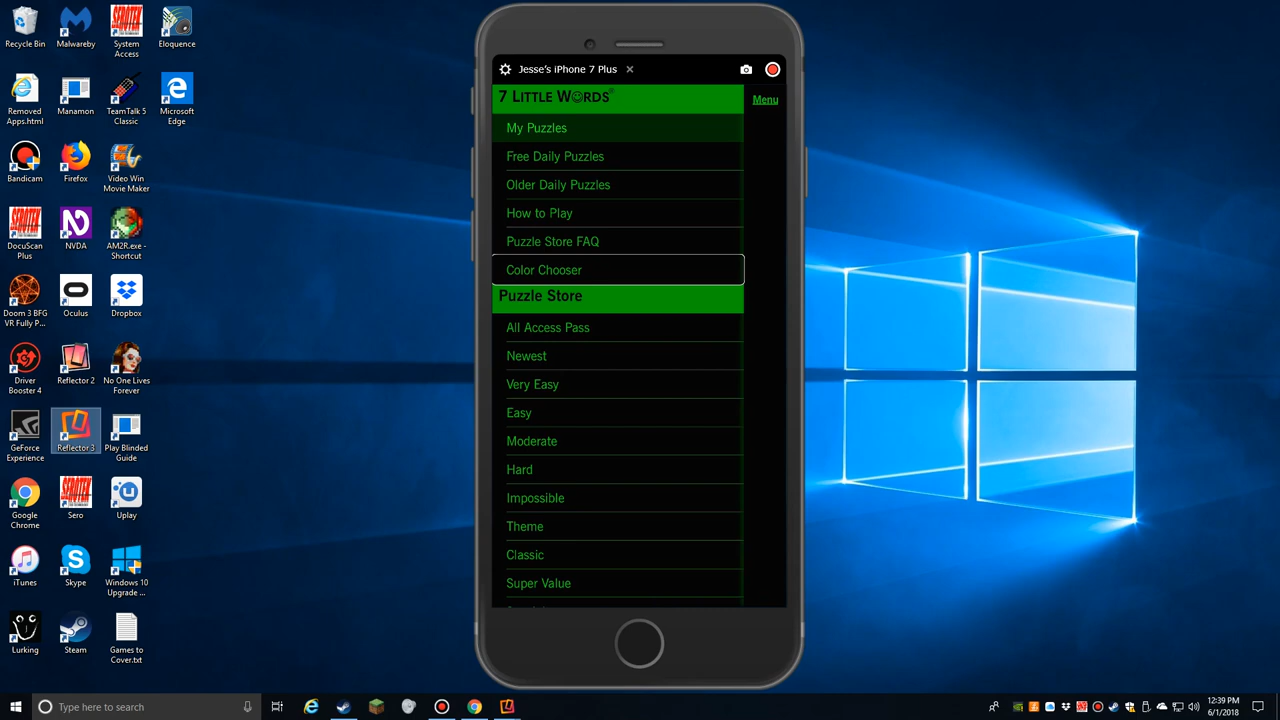 Recycle Bin
Malwareby
System
Access
Eloquence
Removed
Apps.html
Manamon
TeamTalk 5
Classic
Microsoft
Edge
Bandicam
Firefox
Video Win
Movie Maker
DocuScan
Plus
NVDA
AM2R.exe -
Shortcut
Doom 3 BFG
VR Fully P...
Oculus
Dropbox
Driver
Booster 4
Reflector 2
No One Lives
Forever
GeForce
Experience
Reflector 3
Play Blinded
Guide
Google
Chrome
Sero
Uplay
iTunes
Skype
Windows 10
Upgrade ...
Lurking
Steam
Games to
Cover.txt
SEROTEK
SEROTEK
SEROTEK
Jesse's iPhone 7 Plus
7 LITTLE WORDS®
Menu
My Puzzles
Free Daily Puzzles
Older Daily Puzzles
How to Play
Puzzle Store FAQ
Color Chooser
Puzzle Store
All Access Pass
Newest
Very Easy
Easy
Moderate
Hard
Impossible
Theme
Classic
Super Value
Type here to search
12:39 PM
6/1/2018